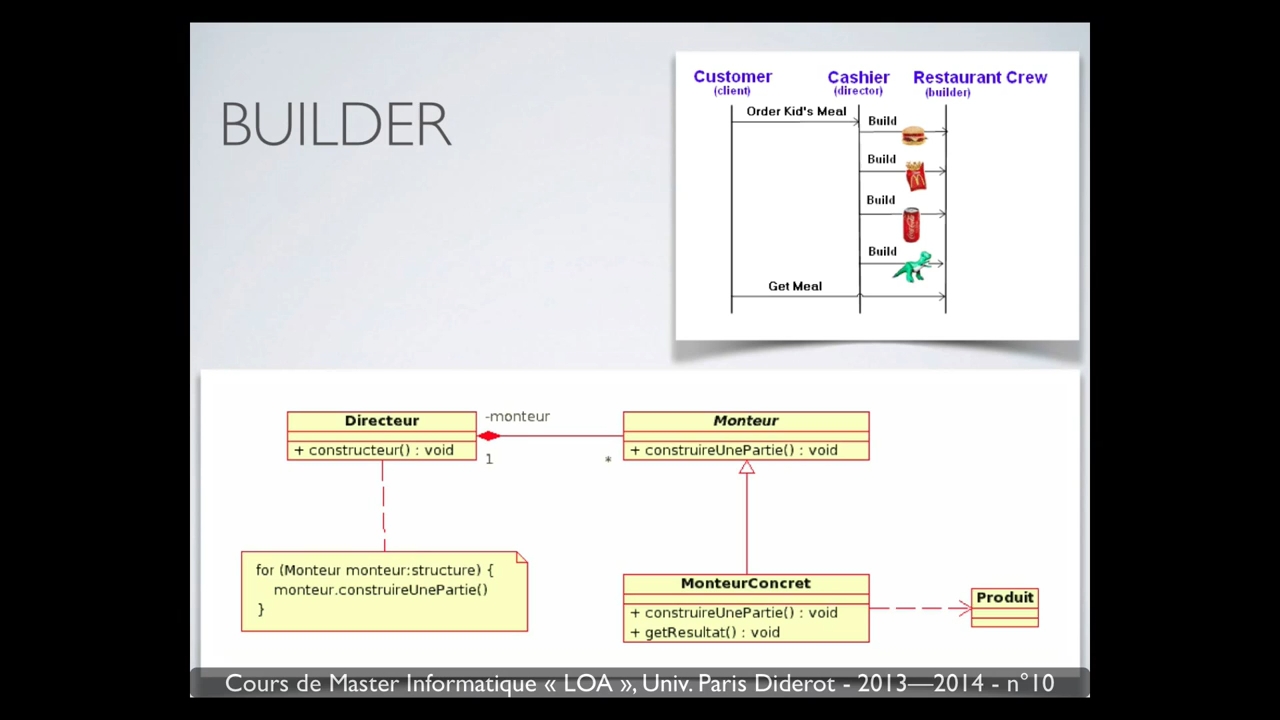 BUILDER
Customer
(client)
Cashier
(director)
Restaurant Crew
(builder)
Order Kid's Meal
Build
Build
Build
Build
Get Meal
Directeur
+ constructeur() : void
-monteur
1
*
Monteur
+ construireUnePartie() : void
for (Monteur monteur:structure) {
monteur.construireUnePartie()
}
MonteurConcret
+ construireUnePartie() : void
+ getResultat() : void
Produit
Cours de Master Informatique « LOA », Univ. Paris Diderot - 2013—2014 - n°10